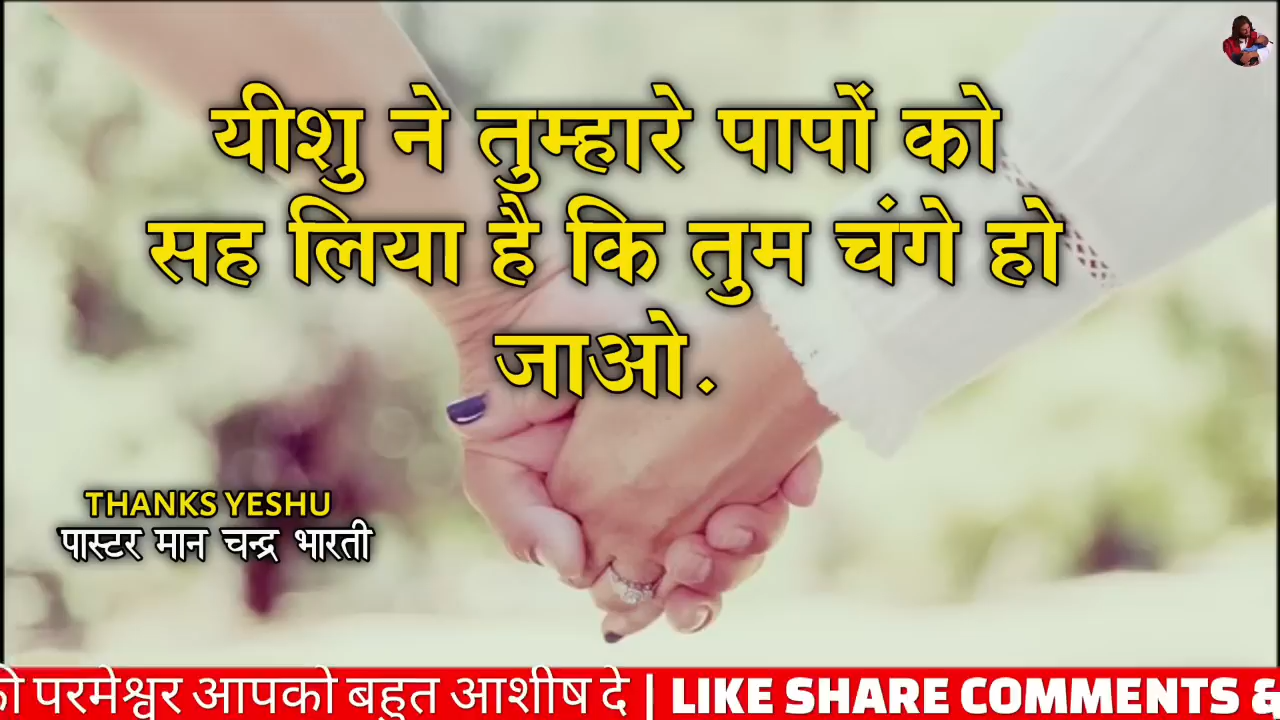 यीशु ने तुम्हारे पापों को
सह लिया है कि तुम चंगे हो
जाओ.
THANKS YESHU
पास्टर मान चन्द्र भारती
परमेश्वर आपको बहुत आशीष दे | LIKE SHARE COMMENTS &